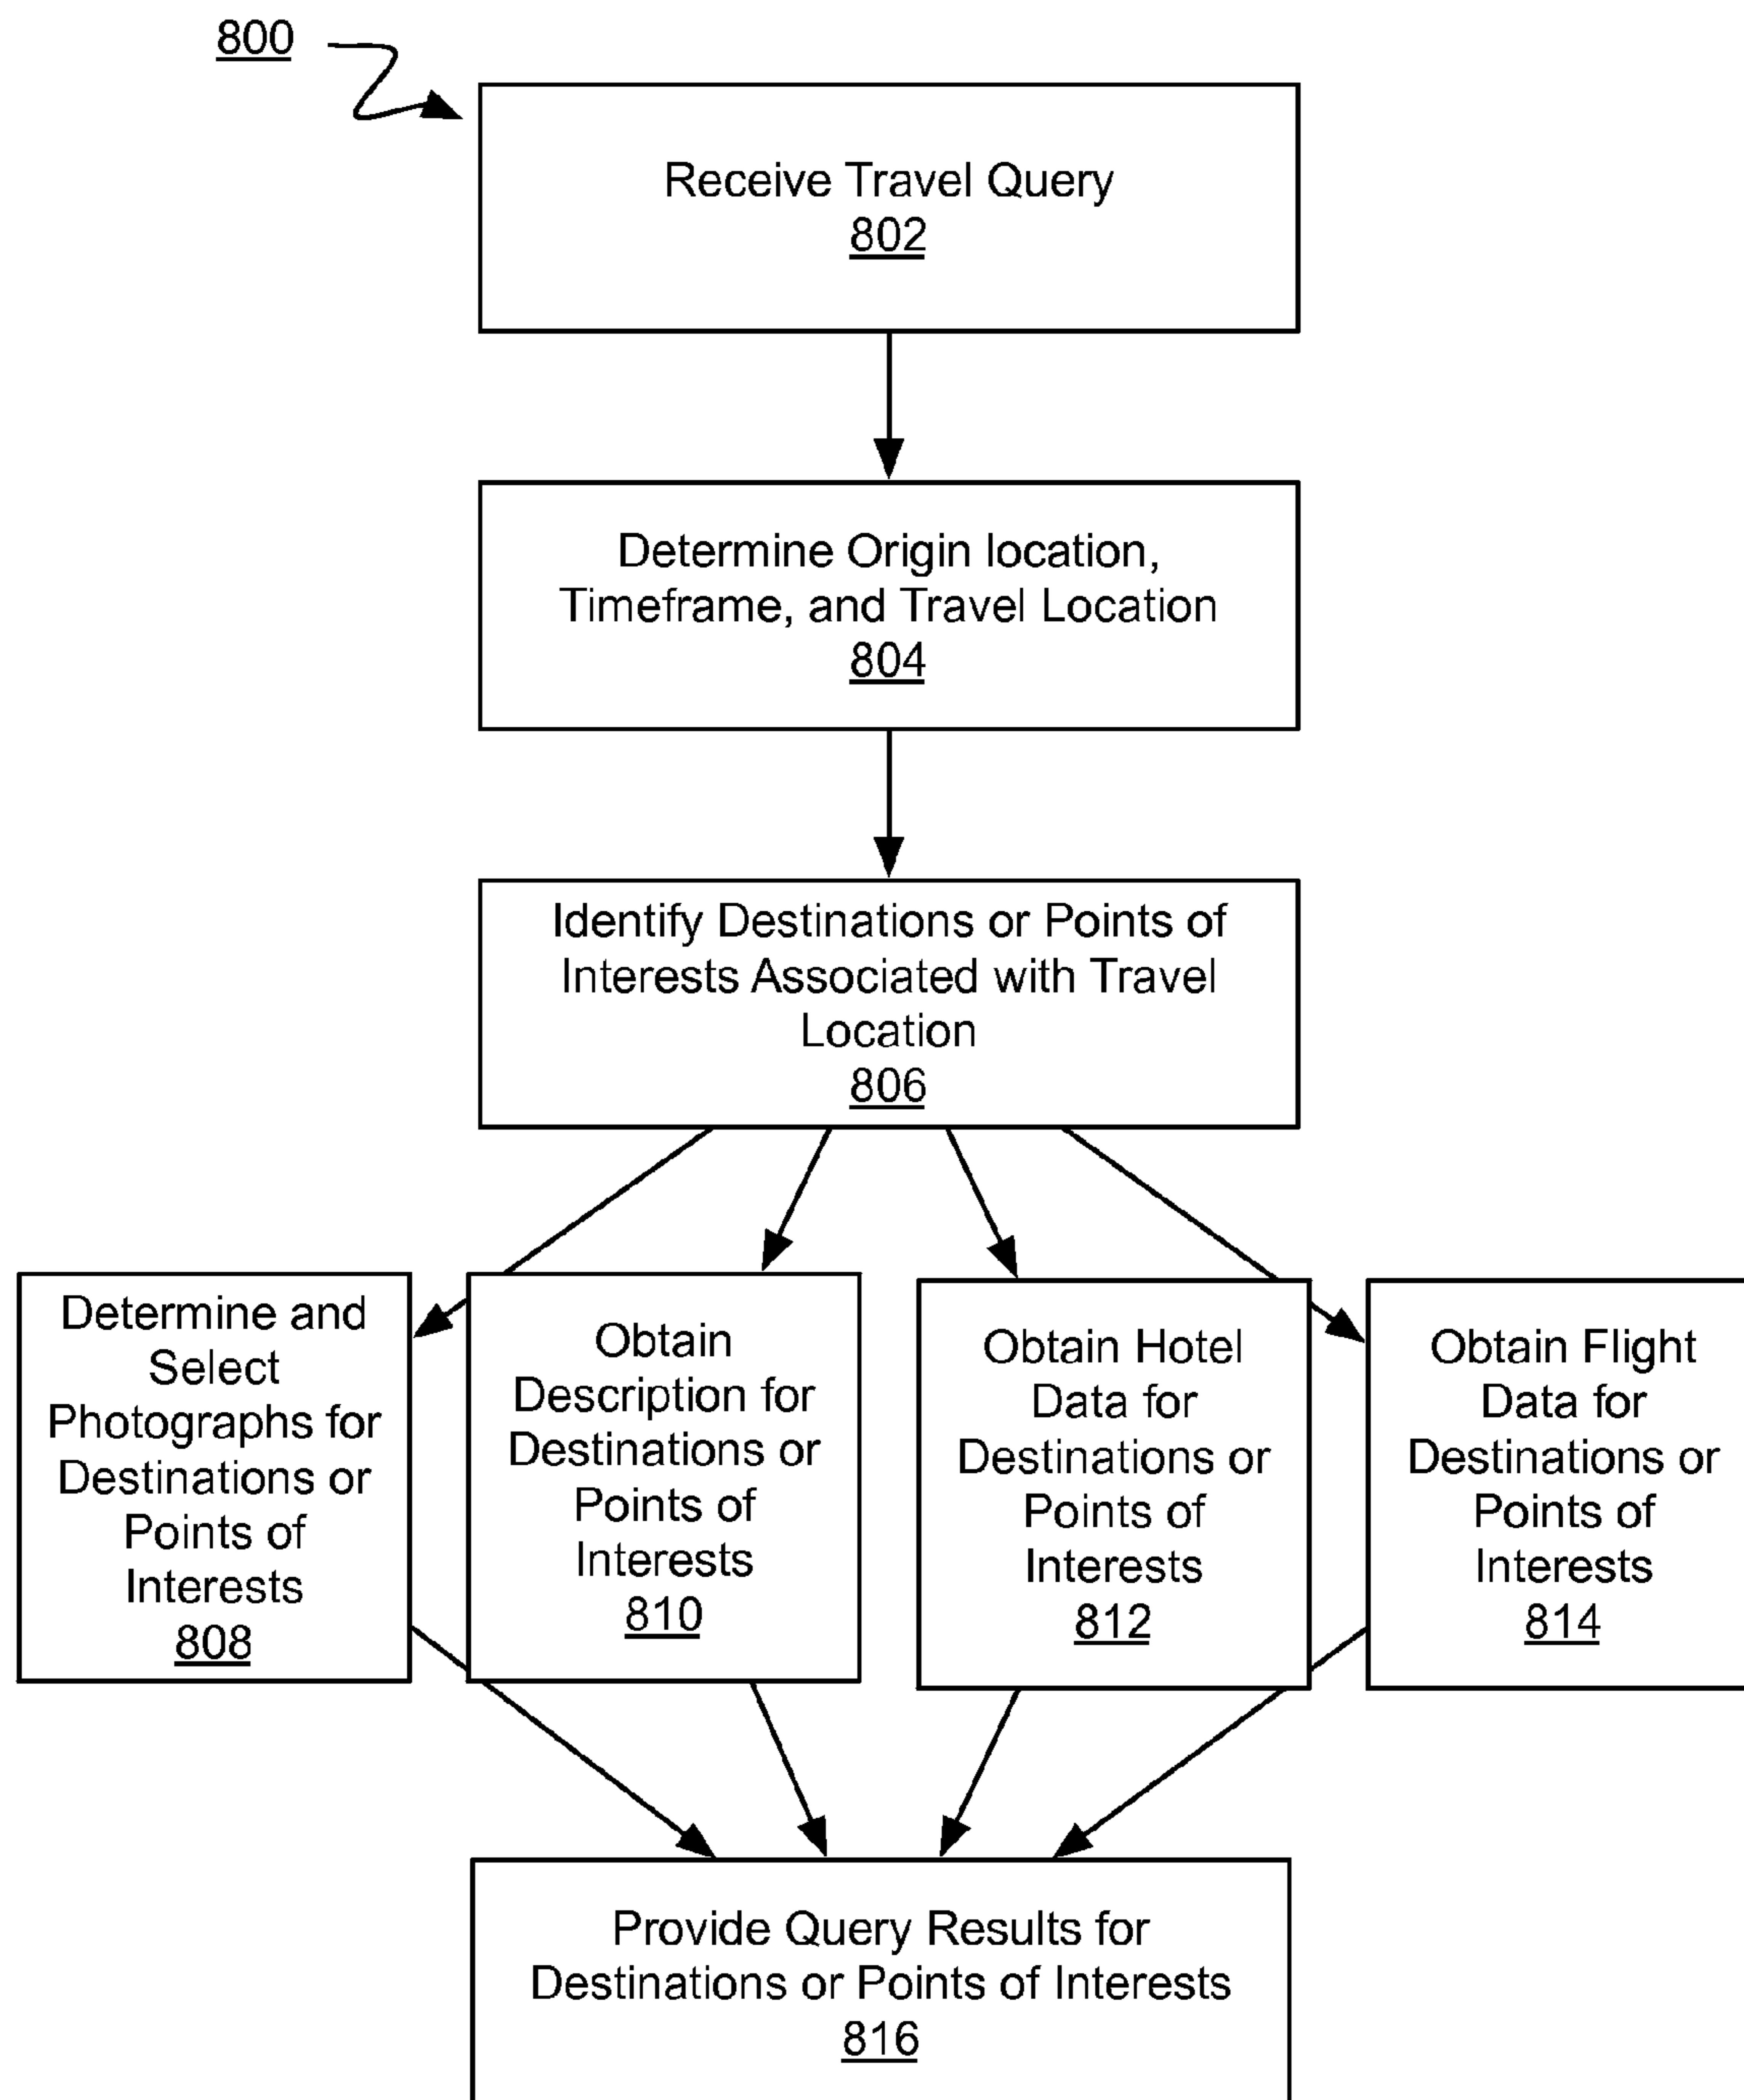 800
Receive Travel Query
802
Determine Origin location,
Timeframe, and Travel Location
804
Identify Destinations or Points of
Interests Associated with Travel
Location
806
Determine and
Select
Photographs for
Destinations or
Points of
Interests
808
Obtain
Description for
Destinations or
Points of
Interests
810
Obtain Hotel
Data for
Destinations or
Points of
Interests
812
Obtain Flight
Data for
Destinations or
Points of
Interests
814
Provide Query Results for
Destinations or Points of Interests
816